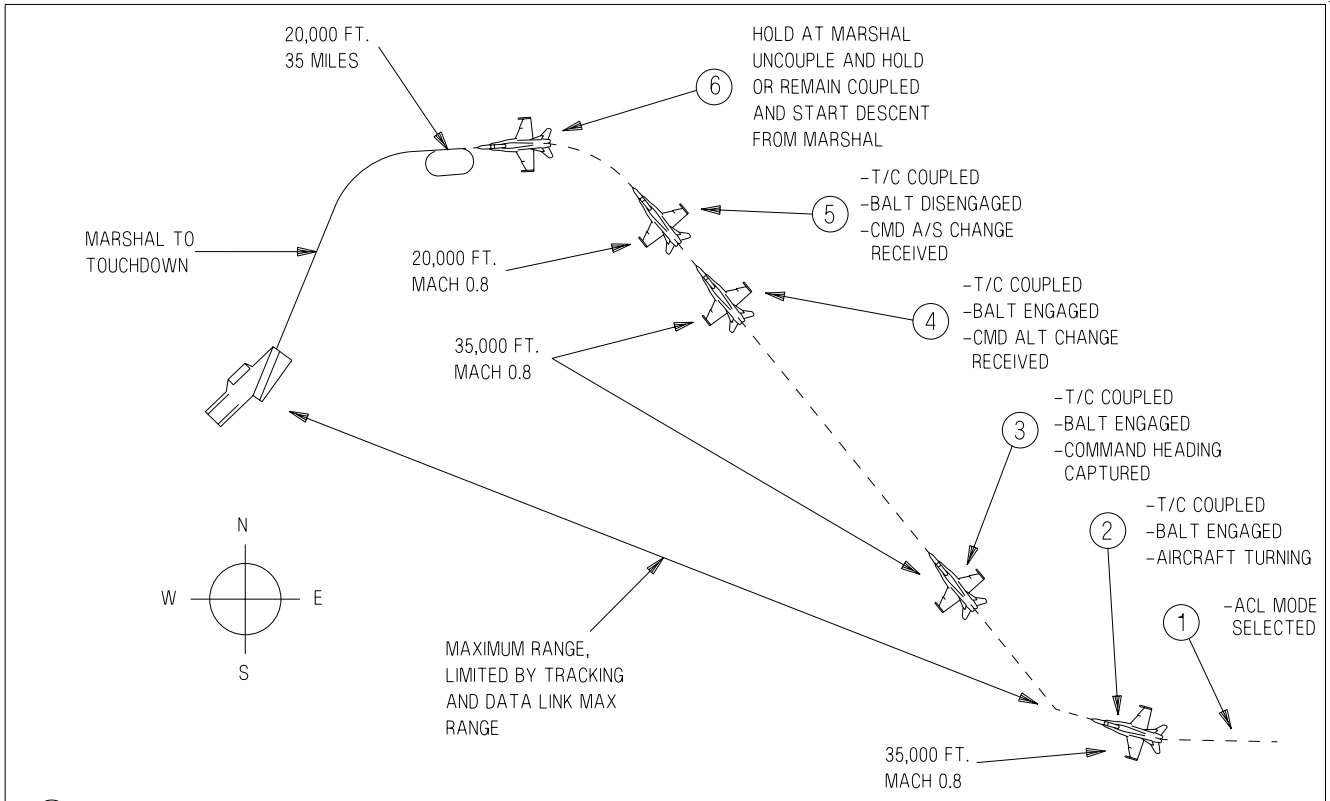 20,000 FT.
35 MILES
HOLD AT MARSHAL
UNCOUPLE AND HOLD
OR REMAIN COUPLED
AND START DESCENT
FROM MARSHAL
6
-T/C COUPLED
-BALT DISENGAGED
-CMD A/S CHANGE
RECEIVED
5
MARSHAL TO
TOUCHDOWN
20,000 FT.
MACH 0.8
-T/C COUPLED
-BALT ENGAGED
-CMD ALT CHANGE
RECEIVED
4
35,000 FT.
MACH 0.8
-T/C COUPLED
-BALT ENGAGED
-COMMAND HEADING
CAPTURED
3
-T/C COUPLED
-BALT ENGAGED
-AIRCRAFT TURNING
2
N
W
E
S
-ACL MODE
SELECTED
1
MAXIMUM RANGE,
LIMITED BY TRACKING
AND DATA LINK MAX
RANGE
35,000 FT.
MACH 0.8